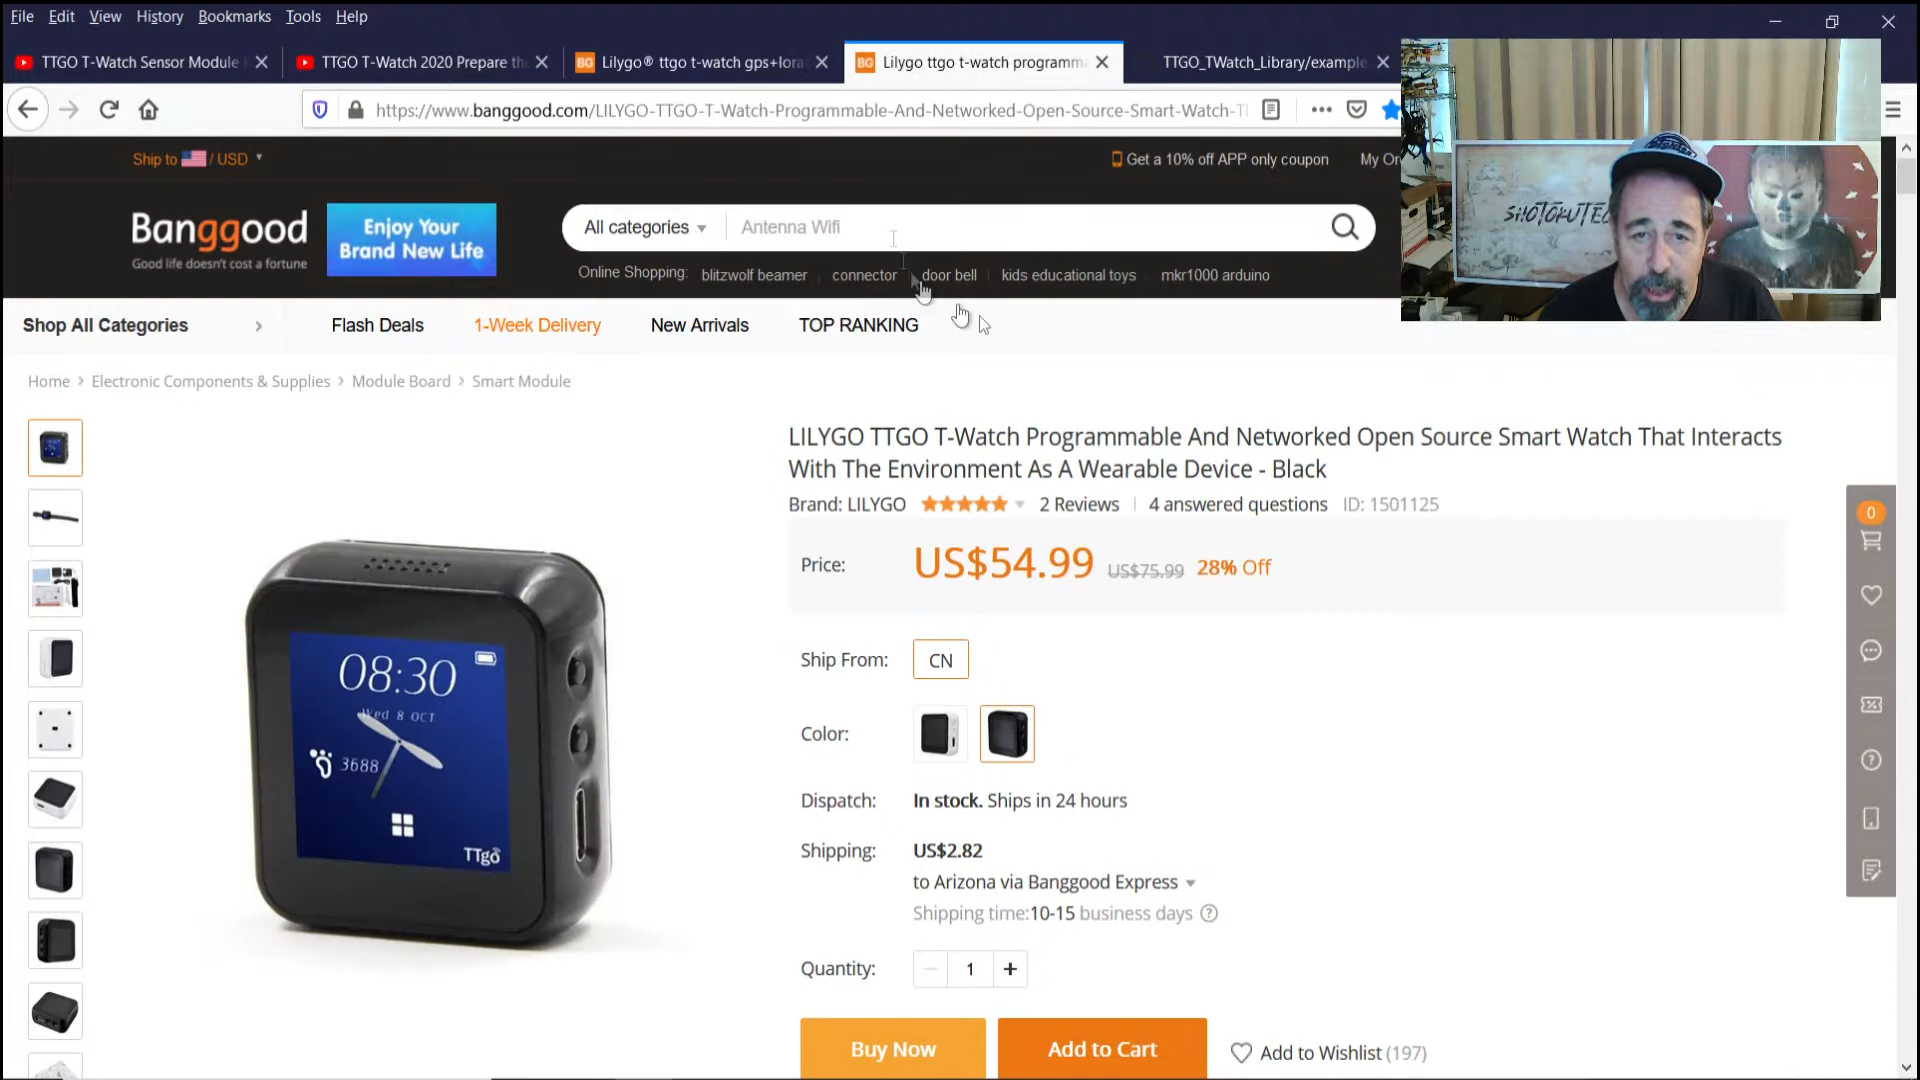 File Edit View History Bookmarks Tools Help
TTGO T-Watch Sensor Module
TTGO T-Watch 2020 Prepare the
Lilygo® ttgo t-watch gps+lora
Lilygo ttgo t-watch programma
TTGO_TWatch_Library/example
https://www.banggood.com/LILYGO-TTGO-T-Watch-Programmable-And-Networked-Open-Source-Smart-Watch-T
Ship to / USD
Get a 10% off APP only coupon
My Or
Banggood
Good life doesn't cost a fortune
Enjoy Your
Brand New Life
All categories
Antenna Wifi
Online Shopping: blitzwolf beamer connector door bell kids educational toys mkr1000 arduino
SHOTOKUTEC
Shop All Categories
Flash Deals
1-Week Delivery
New Arrivals
TOP RANKING
Home > Electronic Components & Supplies > Module Board > Smart Module
LILYGO TTGO T-Watch Programmable And Networked Open Source Smart Watch That Interacts
With The Environment As A Wearable Device - Black
Brand: LILYGO 2 Reviews 4 answered questions ID: 1501125
Price: US$54.99 US$75.99 28% Off
Ship From: CN
Color:
Dispatch: In stock. Ships in 24 hours
Shipping: US$2.82
to Arizona via Banggood Express
Shipping time:10-15 business days
Quantity: 1
Buy Now
Add to Cart
Add to Wishlist (197)
08:30
Wed 8 OCT
3688
TTgo
0